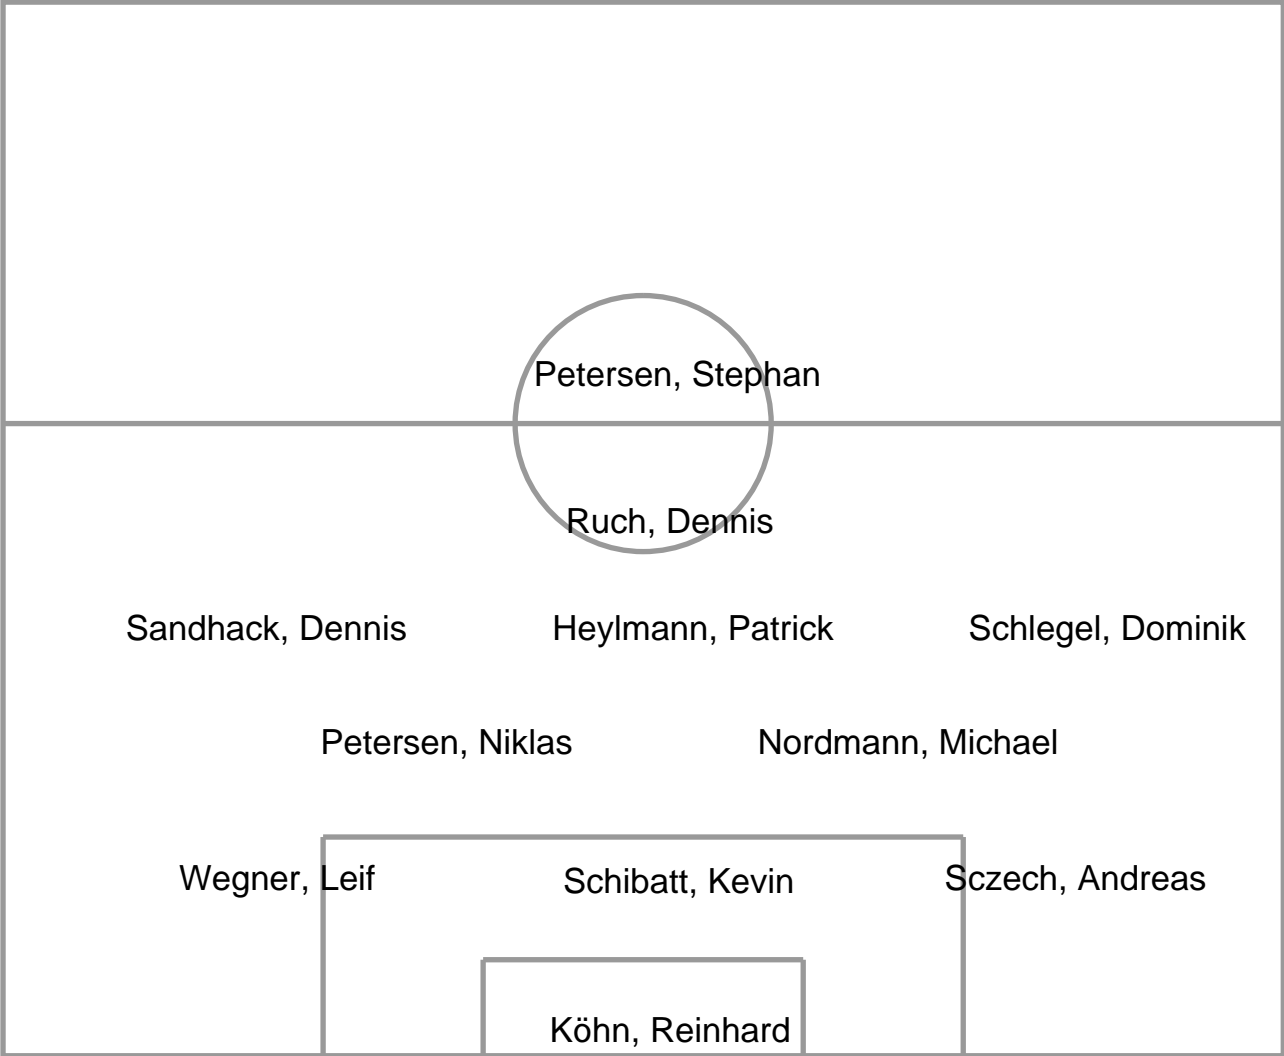 Petersen, Stephan
Ruch, Dennis
Sandhack, Dennis
Heylmann, Patrick
Schlegel, Dominik
Petersen, Niklas
Nordmann, Michael
Wegner, Leif
Schibatt, Kevin
Sczech, Andreas
Köhn, Reinhard